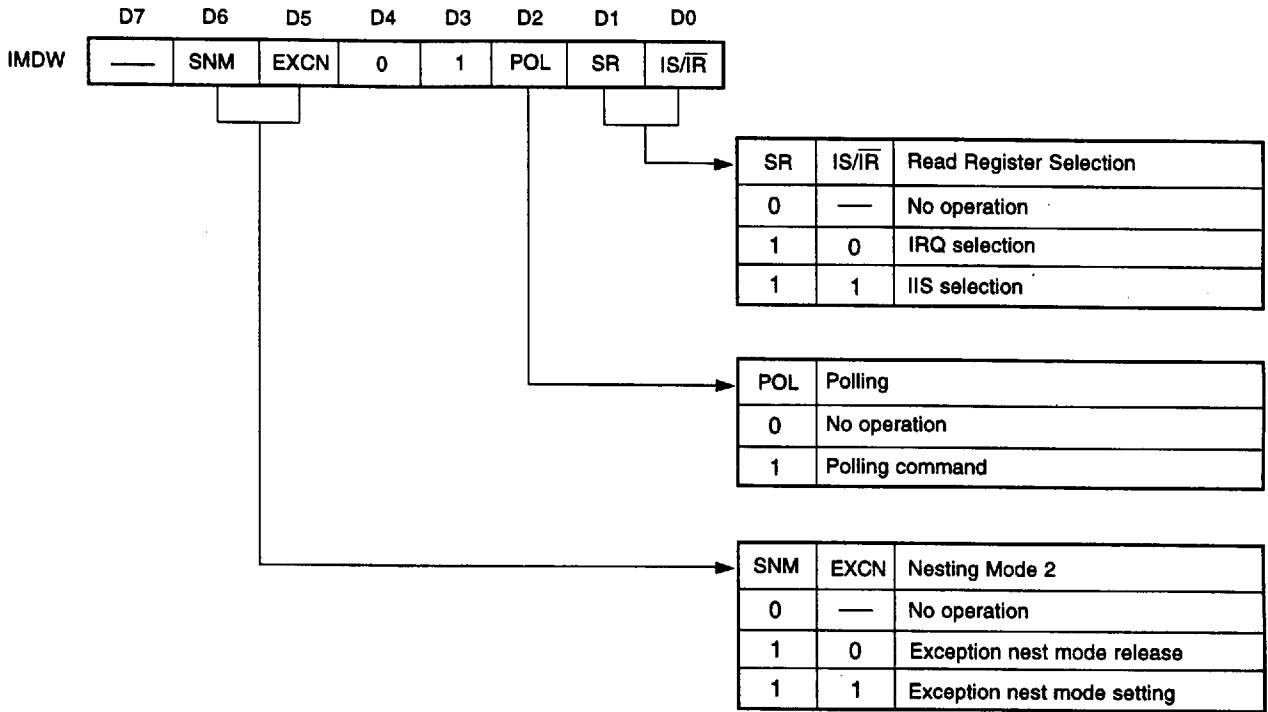 D7 D6 D5 D4 D3 D2 D1 D0
IMDW — SNM EXCN 0 1 POL SR IS/I̅R̅
SR IS/I̅R̅ Read Register Selection
0 — No operation
1 0 IRQ selection
1 1 IIS selection
POL Polling
0 No operation
1 Polling command
SNM EXCN Nesting Mode 2
0 — No operation
1 0 Exception nest mode release
1 1 Exception nest mode setting